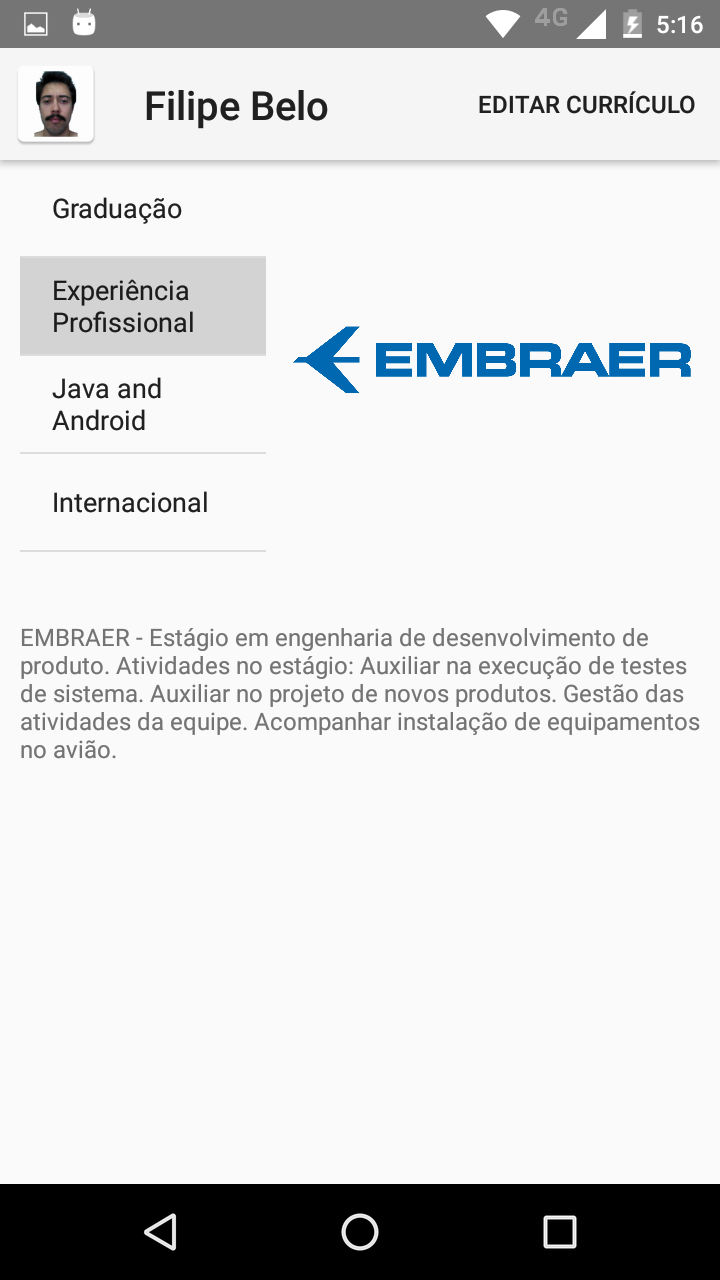 4G 5:16
Filipe Belo
EDITAR CURRÍCULO
Graduação
Experiência
Profissional
Java and
Android
Internacional
EMBRAER
EMBRAER - Estágio em engenharia de desenvolvimento de
produto. Atividades no estágio: Auxiliar na execução de testes
de sistema. Auxiliar no projeto de novos produtos. Gestão das
atividades da equipe. Acompanhar instalação de equipamentos
no avião.